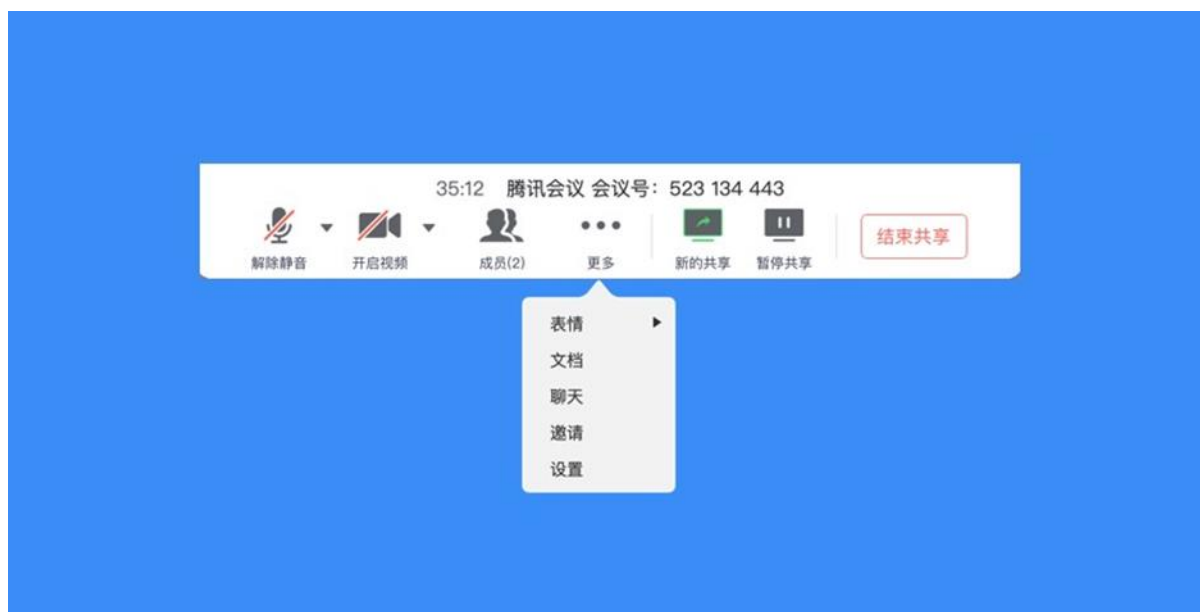 35:12 腾讯会议 会议号：523 134 443
解除静音 开启视频 成员(2) 更多 新的共享 暂停共享 结束共享
表情
文档
聊天
邀请
设置